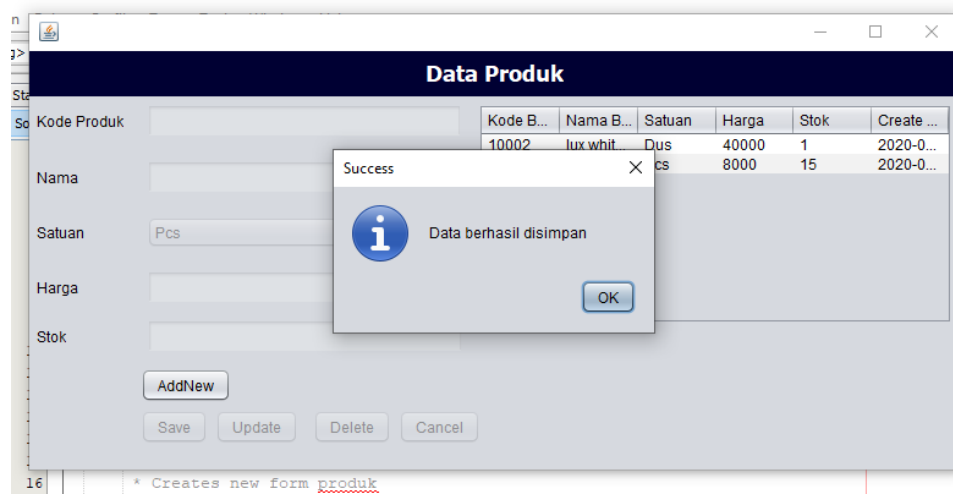 Data Produk
Kode Produk
Nama
Satuan
Pcs
Harga
Stok
AddNew
Save Update Delete Cancel
Kode B... Nama B... Satuan Harga Stok Create ...
10002 lux whit... Dus 40000 1 2020-0...
8000 15 2020-0...
Success
Data berhasil disimpan
OK
16 * Creates new form produk